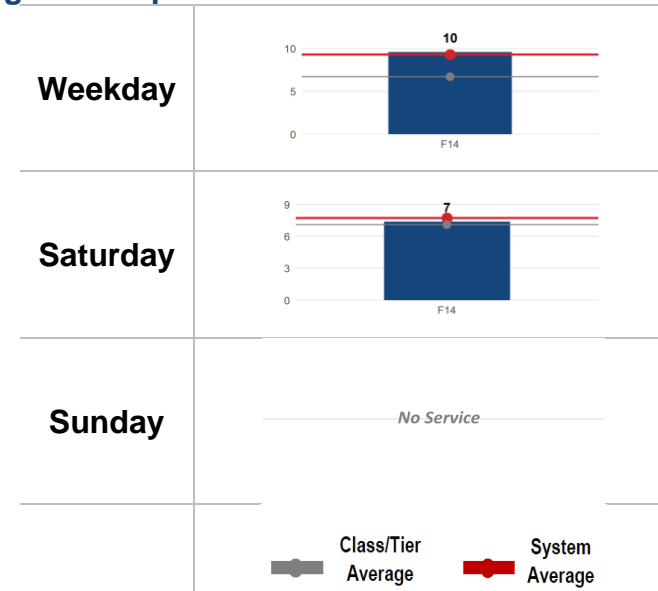 Weekday
10
10
5
0
F14
Saturday
7
9
6
3
0
F14
Sunday
No Service
Class/Tier
Average
System
Average